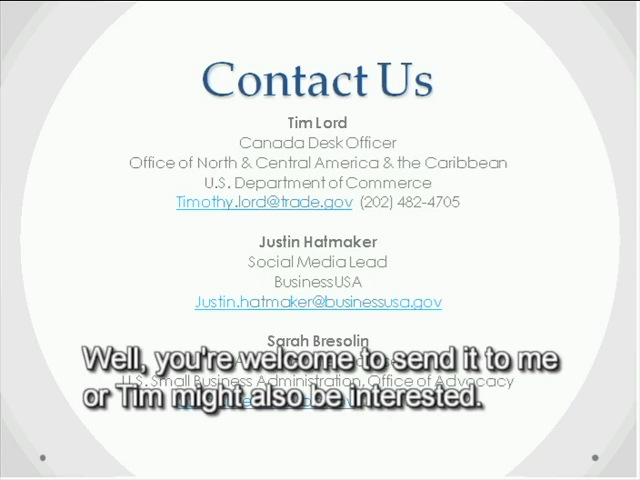 Contact Us
Tim Lord
Canada Desk Officer
Office of North & Central America & the Caribbean
U.S. Department of Commerce
Timothy.lord@trade.gov (202) 482-4705
Justin Hatmaker
Social Media Lead
BusinessUSA
Justin.hatmaker@businessusa.gov
Sarah Bresolin
Well, you're welcome to send it to me
U.S. Small Business Administration, Office of Advocacy
or Tim might also be interested.